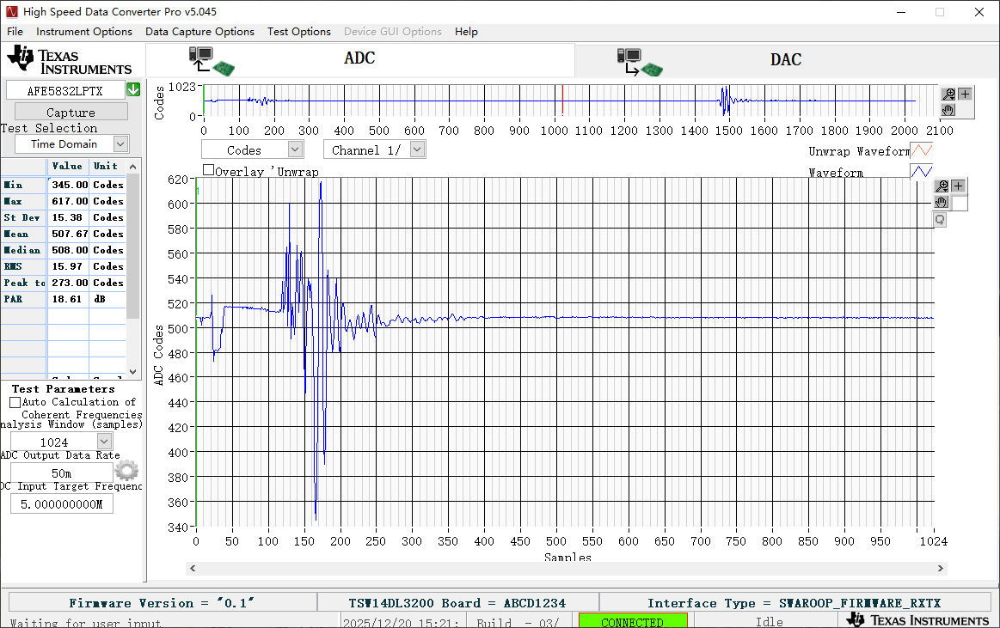 High Speed Data Converter Pro v5.045
File Instrument Options Data Capture Options Test Options Device GUI Options Help
TEXAS INSTRUMENTS
ADC
DAC
AFE5832LPTX
Capture
Test Selection
Time Domain
Value Unit
Min 345.00 Codes
Max 617.00 Codes
St Dev 15.38 Codes
Mean 507.67 Codes
Median 508.00 Codes
RMS 15.97 Codes
Peak to 273.00 Codes
PAR 18.61 dB
Test Parameters
Auto Calculation of
Coherent Frequencies
nalysis Window (samples)
1024
ADC Output Data Rate
50m
DC Input Target Frequenc
5.000000000M
Codes
1023
0
0 100 200 300 400 500 600 700 800 900 1000 1100 1200 1300 1400 1500 1600 1700 1800 1900 2000 2100
Codes
Channel 1/
Unwrap Waveform
Overlay 'Unwrap
Waveform
ADC Codes
620
600
580
560
540
520
500
480
460
440
420
400
380
360
340
0 50 100 150 200 250 300 350 400 450 500 550 600 650 700 750 800 850 900 950 1024
Samples
Firmware Version = "0.1"
TSW14DL3200 Board = ABCD1234
Interface Type = SWAROOP_FIRMWARE_RXTX
Waiting for user input
2025/12/20 15:21:
Build - 03/
CONNECTED
Idle
TEXAS INSTRUMENTS